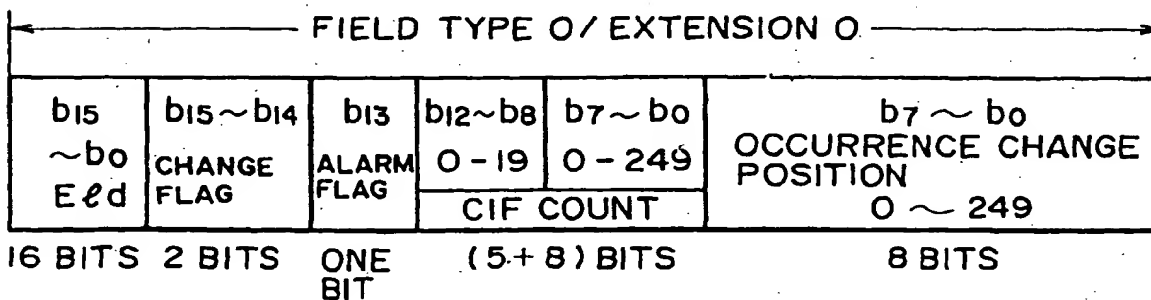 FIELD TYPE 0/ EXTENSION 0
b15
~b0
Eℓd
b15~b14
CHANGE
FLAG
b13
ALARM
FLAG
b12~b8
0-19
b7~b0
0-249
CIF COUNT
b7~b0
OCCURRENCE CHANGE
POSITION
0~249
16 BITS
2 BITS
ONE
BIT
(5+8) BITS
8 BITS